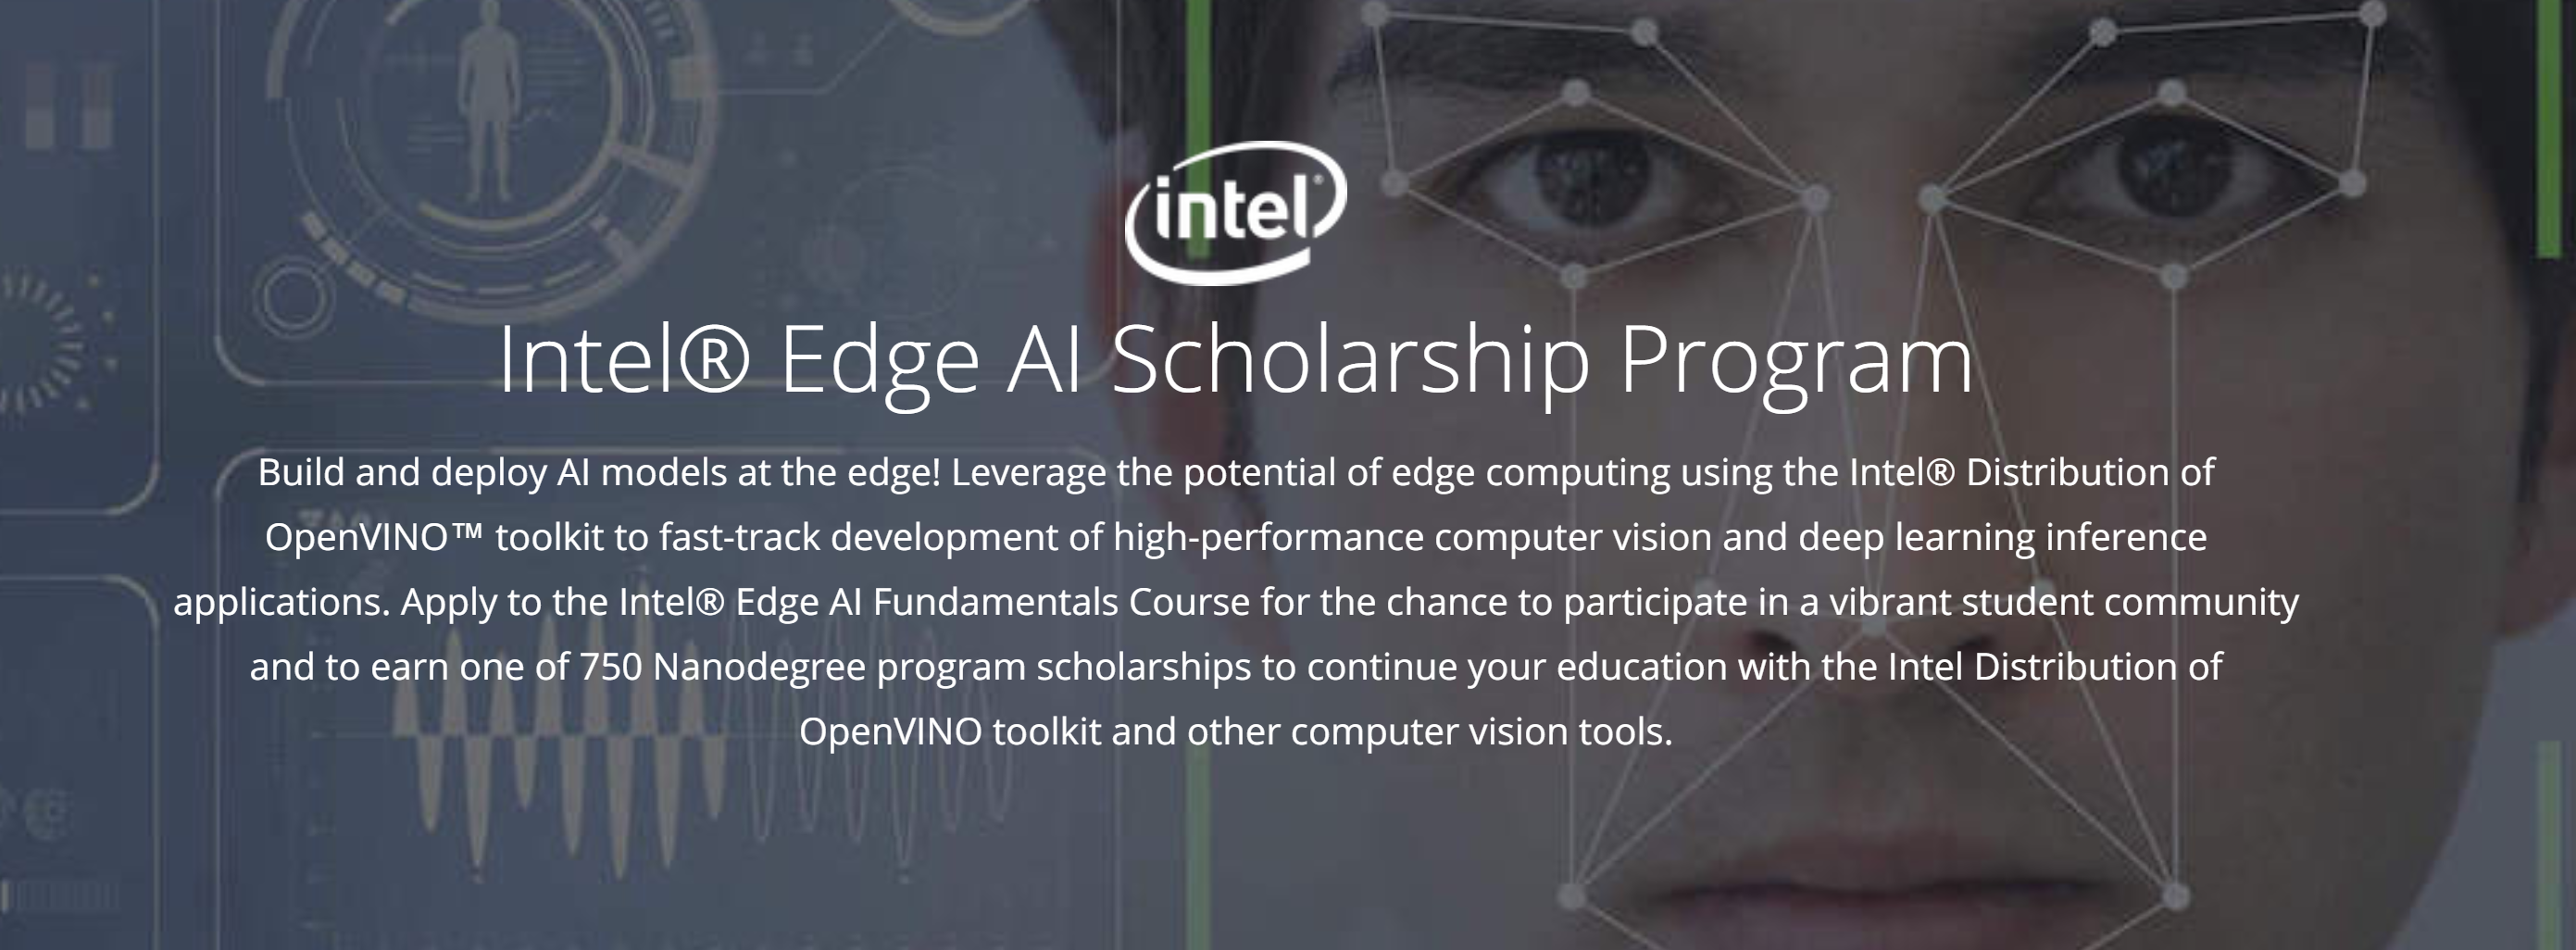 intel®
Intel® Edge AI Scholarship Program
Build and deploy AI models at the edge! Leverage the potential of edge computing using the Intel® Distribution of
OpenVINO™ toolkit to fast-track development of high-performance computer vision and deep learning inference
applications. Apply to the Intel® Edge AI Fundamentals Course for the chance to participate in a vibrant student community
and to earn one of 750 Nanodegree program scholarships to continue your education with the Intel Distribution of
OpenVINO toolkit and other computer vision tools.